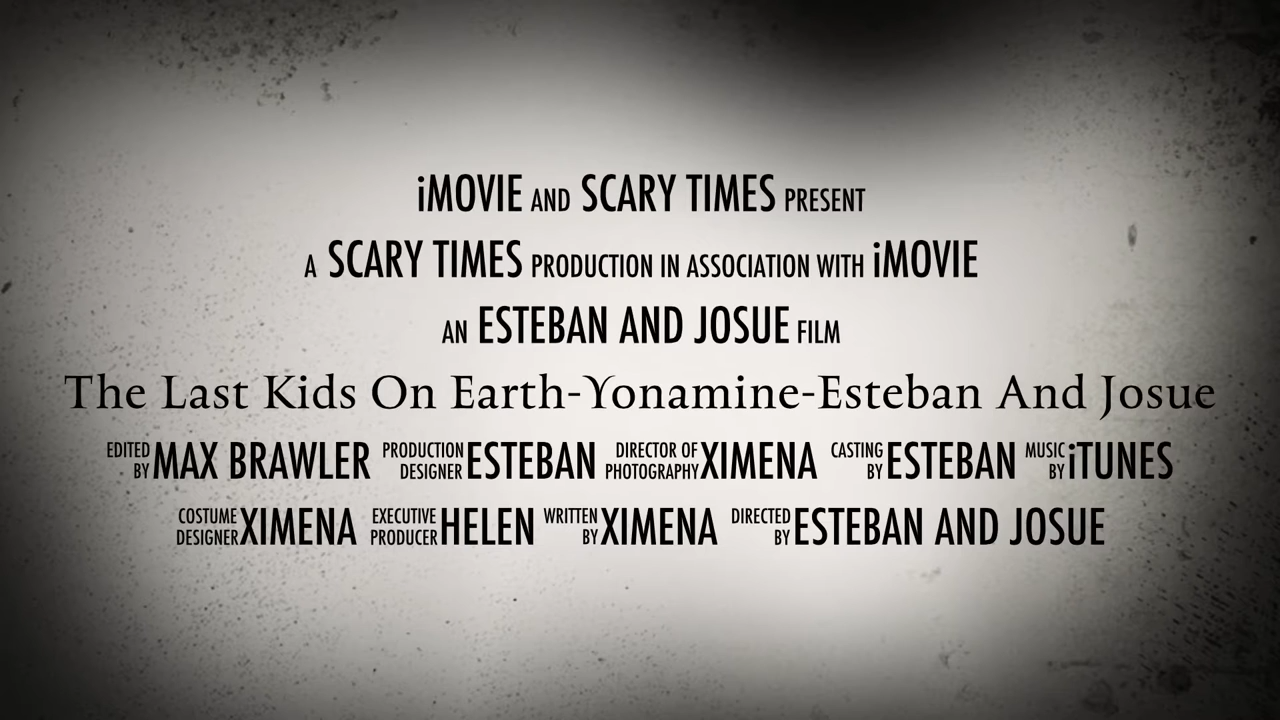 iMOVIE AND SCARY TIMES PRESENT
A SCARY TIMES PRODUCTION IN ASSOCIATION WITH iMOVIE
AN ESTEBAN AND JOSUE FILM
The Last Kids On Earth-Yonamine-Esteban And Josue
EDITED BY MAX BRAWLER PRODUCTION DESIGNER ESTEBAN DIRECTOR OF PHOTOGRAPHY XIMENA CASTING BY ESTEBAN MUSIC BY iTUNES
COSTUME DESIGNER XIMENA EXECUTIVE PRODUCER HELEN WRITTEN BY XIMENA DIRECTED BY ESTEBAN AND JOSUE